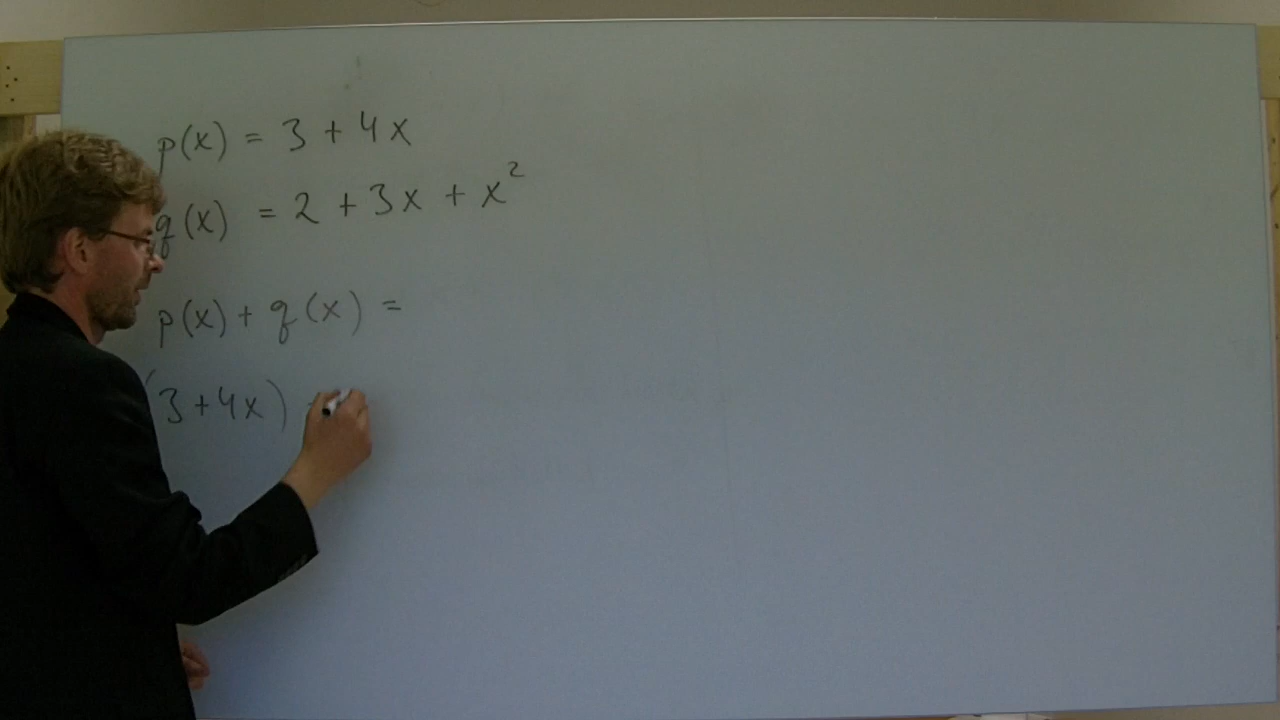 p(x) = 3 + 4x
q(x) = 2 + 3x + x²
p(x) + q(x) =
(3+4x)